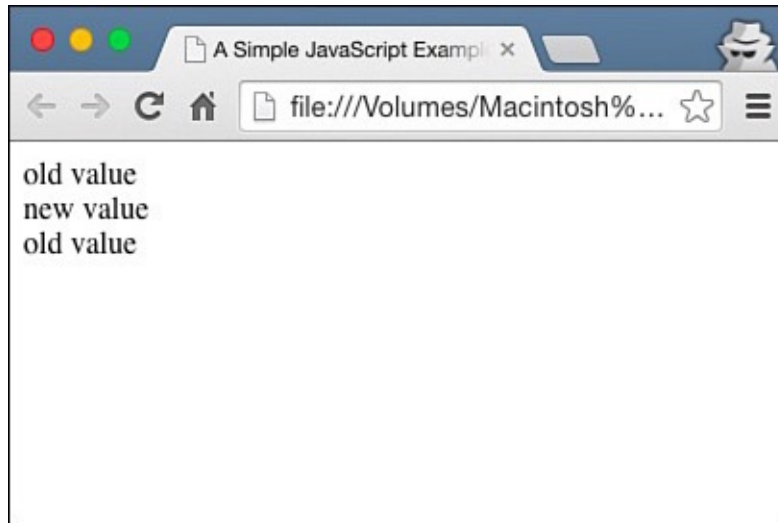 A Simple JavaScript Exampl
file:///Volumes/Macintosh%...
old value
new value
old value